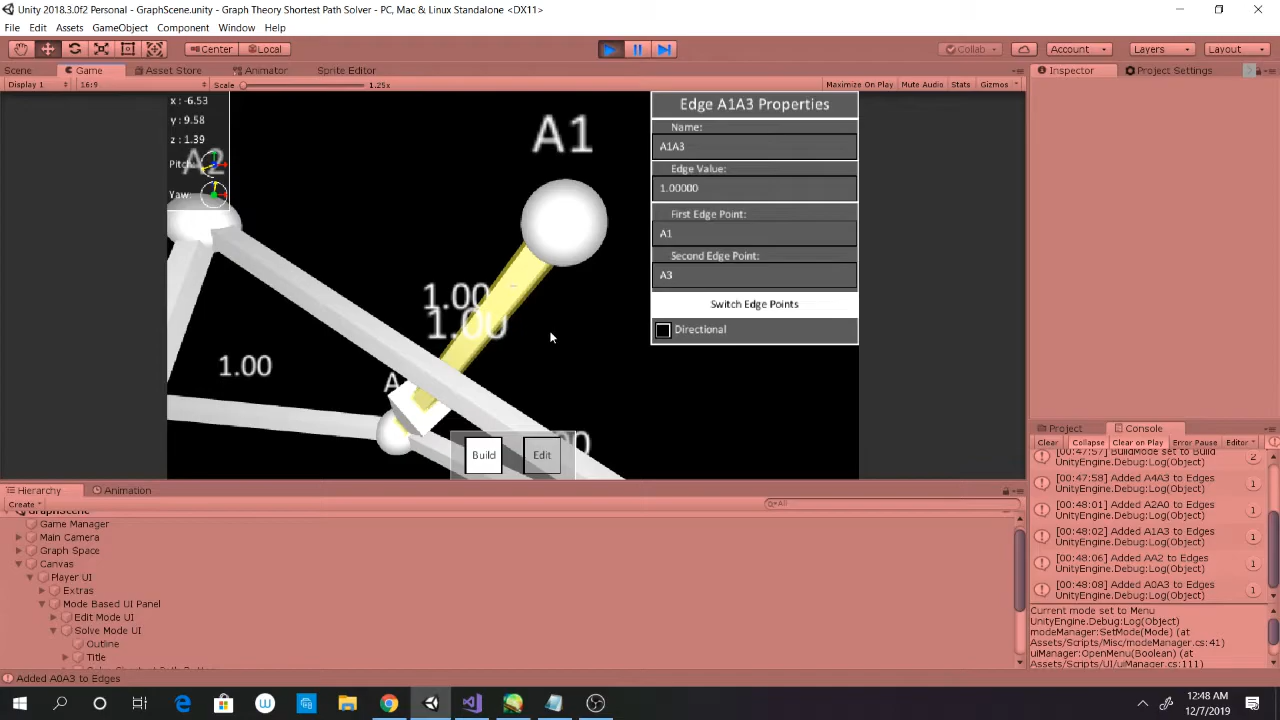 Unity 2018.3.0f2 Personal - GraphScene.unity - Graph Theory Shortest Path Solver - PC, Mac & Linux Standalone <DX11>
File Edit Assets GameObject Component Window Help
Center Local Collab Account Layers Layout
Scene Game Asset Store Animator Sprite Editor Inspector Project Settings
Display 1 16:9 Scale 1.25x Maximize On Play Mute Audio Stats Gizmos
x : -6.53
y : 9.58
z : 1.39
Pitch:
Yaw:
A2
A1
1.00
1.00
1.00
Edge A1A3 Properties
Name:
A1A3
Edge Value:
1.00000
First Edge Point:
A1
Second Edge Point:
A3
Switch Edge Points
Directional
Build Edit
Project Console
Clear Collapse Clear on Play Error Pause Editor
[00:47:57] BuildMode set to Build
UnityEngine.Debug:Log(Object)
2
[00:47:58] Added A4A3 to Edges
UnityEngine.Debug:Log(Object)
1
[00:48:01] Added A2A0 to Edges
UnityEngine.Debug:Log(Object)
1
[00:48:02] Added A1A3 to Edges
UnityEngine.Debug:Log(Object)
1
[00:48:06] Added AA2 to Edges
UnityEngine.Debug:Log(Object)
1
[00:48:08] Added A0A3 to Edges
UnityEngine.Debug:Log(Object)
1
Current mode set to Menu
UnityEngine.Debug:Log(Object)
modeManager:SetMode(Mode) (at
Assets/Scripts/Misc/modeManager.cs:41)
uiManager:OpenMenu(Boolean) (at
Assets/Scripts/UI/uiManager.cs:111)
Hierarchy Animation
Create All
GraphScene
Game Manager
Main Camera
Graph Space
Canvas
Player UI
Extras
Mode Based UI Panel
Edit Mode UI
Solve Mode UI
Outline
Title
Added A0A3 to Edges
12:48 AM
12/7/2019